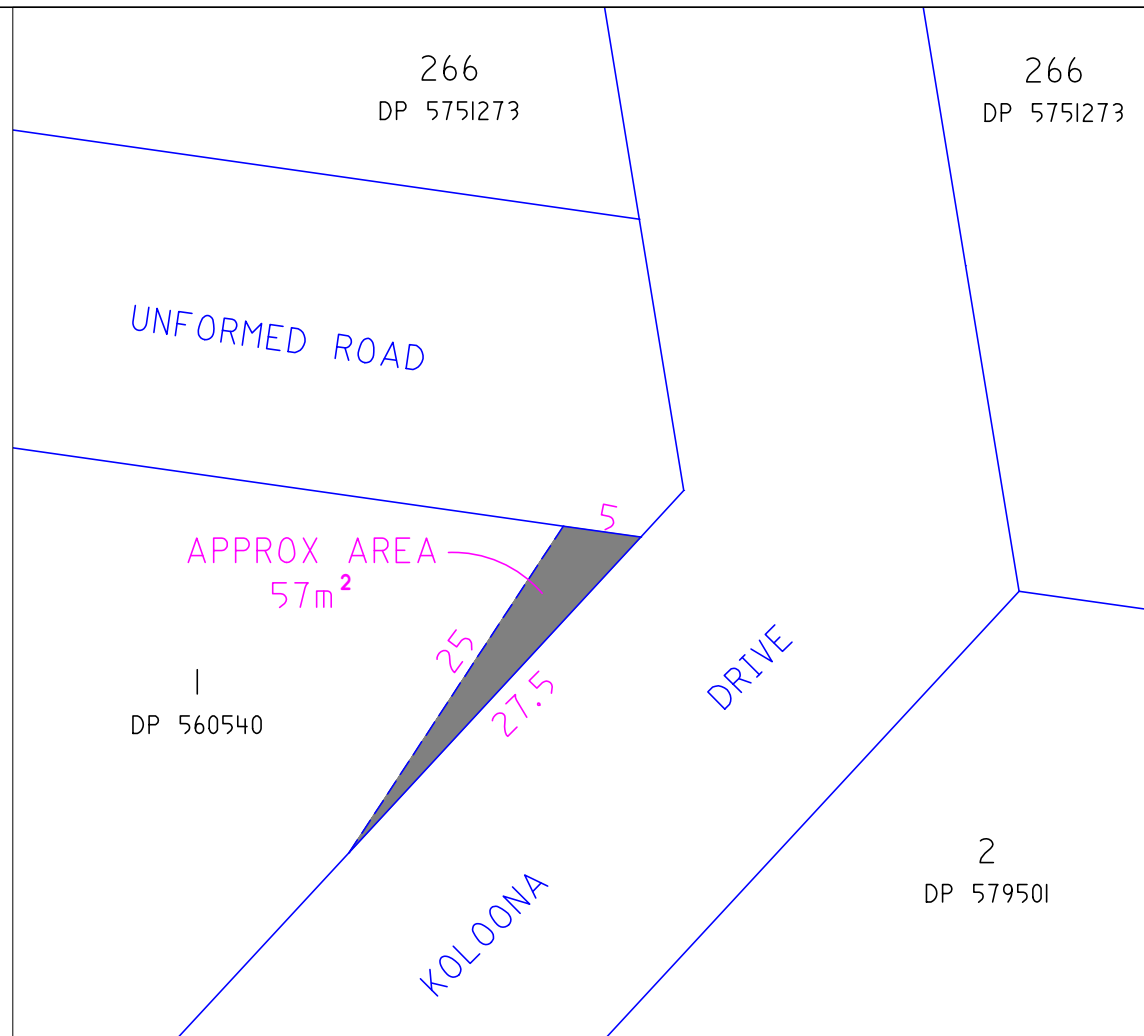 266
DP 5751273
266
DP 5751273
UNFORMED ROAD
5
APPROX AREA
57m²
25
27.5
1
DP 560540
DRIVE
KOLOONA
2
DP 579501